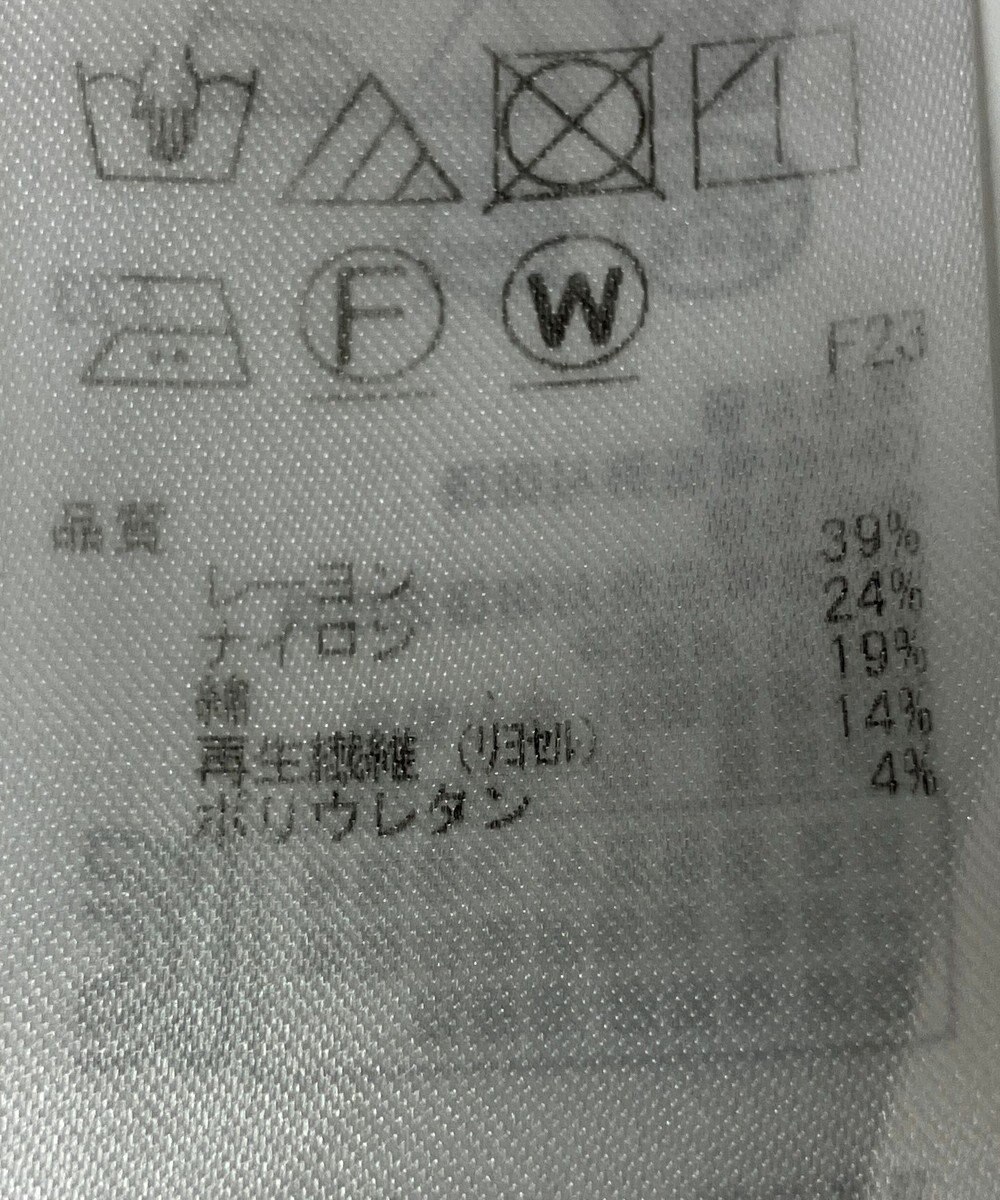 F W
F23
品質
レーヨン 39%
ナイロン 24%
綿 19%
再生繊維(リヨセル) 14%
ポリウレタン 4%